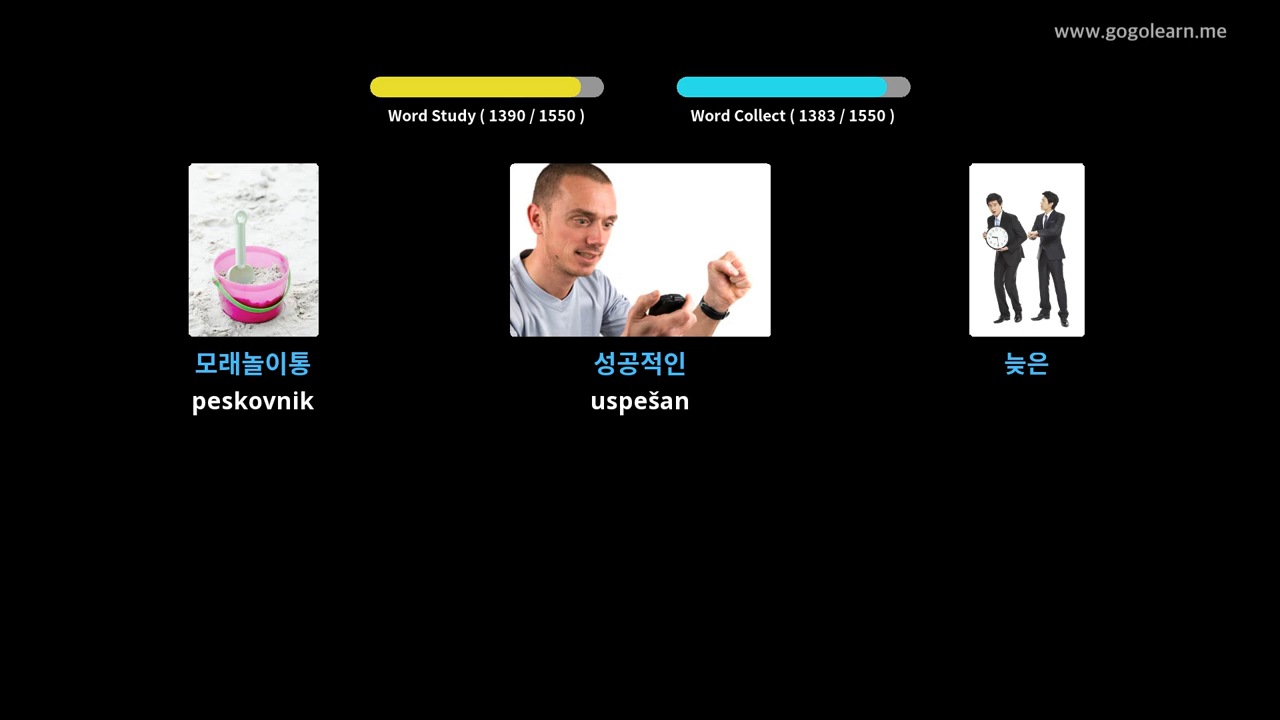 www.gogolearn.me
Word Study ( 1390 / 1550 )
Word Collect ( 1383 / 1550 )
모래놀이통
peskovnik
성공적인
uspešan
늦은